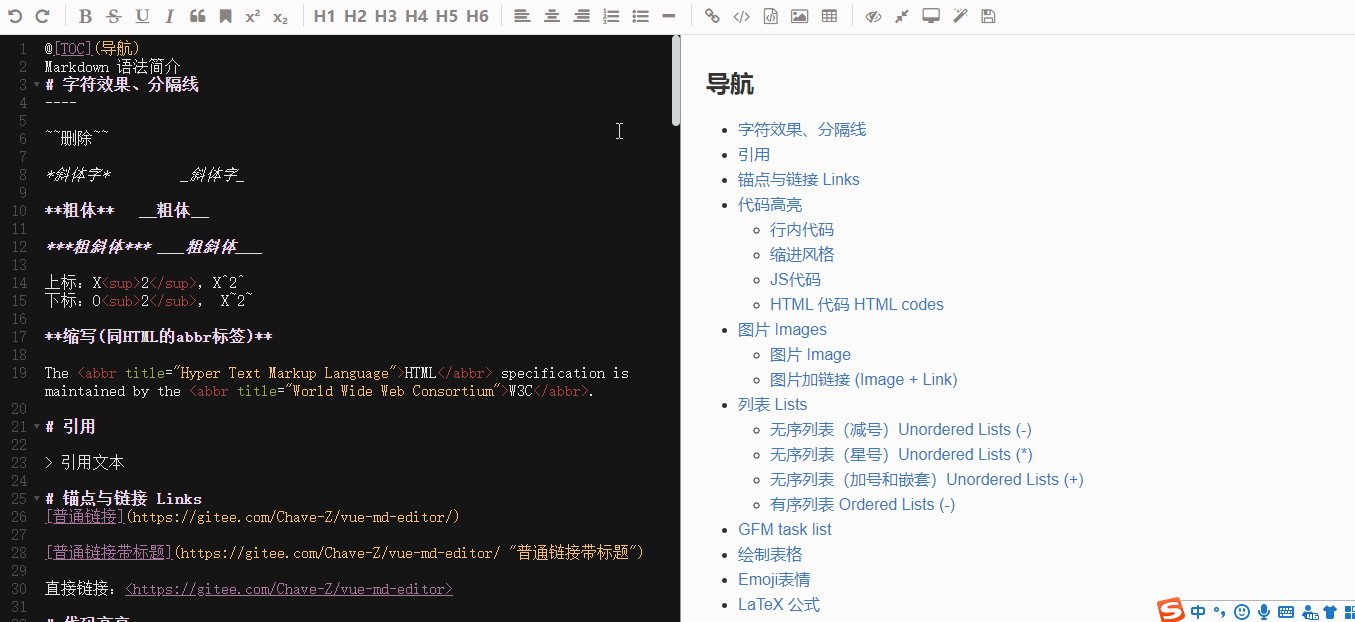 H1 H2 H3 H4 H5 H6
1 @[TOC](导航)
2 Markdown 语法简介
3 # 字符效果、分隔线
4 ----
5
6 ~~删除~~
7
8 *斜体字* _斜体字_
9
10 **粗体** __粗体__
11
12 ***粗斜体*** ___粗斜体___
13
14 上标：X<sup>2</sup>，X^2^
15 下标：O<sub>2</sub>， X~2~
16
17 **缩写(同HTML的abbr标签)**
18
19 The <abbr title="Hyper Text Markup Language">HTML</abbr> specification is
maintained by the <abbr title="World Wide Web Consortium">W3C</abbr>.
20
21 # 引用
22
23 > 引用文本
24
25 # 锚点与链接 Links
26 [普通链接](https://gitee.com/Chave-Z/vue-md-editor/)
27
28 [普通链接带标题](https://gitee.com/Chave-Z/vue-md-editor/ "普通链接带标题")
29
30 直接链接：<https://gitee.com/Chave-Z/vue-md-editor>
31
# 代码高亮
导航
字符效果、分隔线
引用
锚点与链接 Links
代码高亮
行内代码
缩进风格
JS代码
HTML 代码 HTML codes
图片 Images
图片 Image
图片加链接 (Image + Link)
列表 Lists
无序列表（减号）Unordered Lists (-)
无序列表（星号）Unordered Lists (*)
无序列表（加号和嵌套）Unordered Lists (+)
有序列表 Ordered Lists (-)
GFM task list
绘制表格
Emoji表情
LaTeX 公式
中